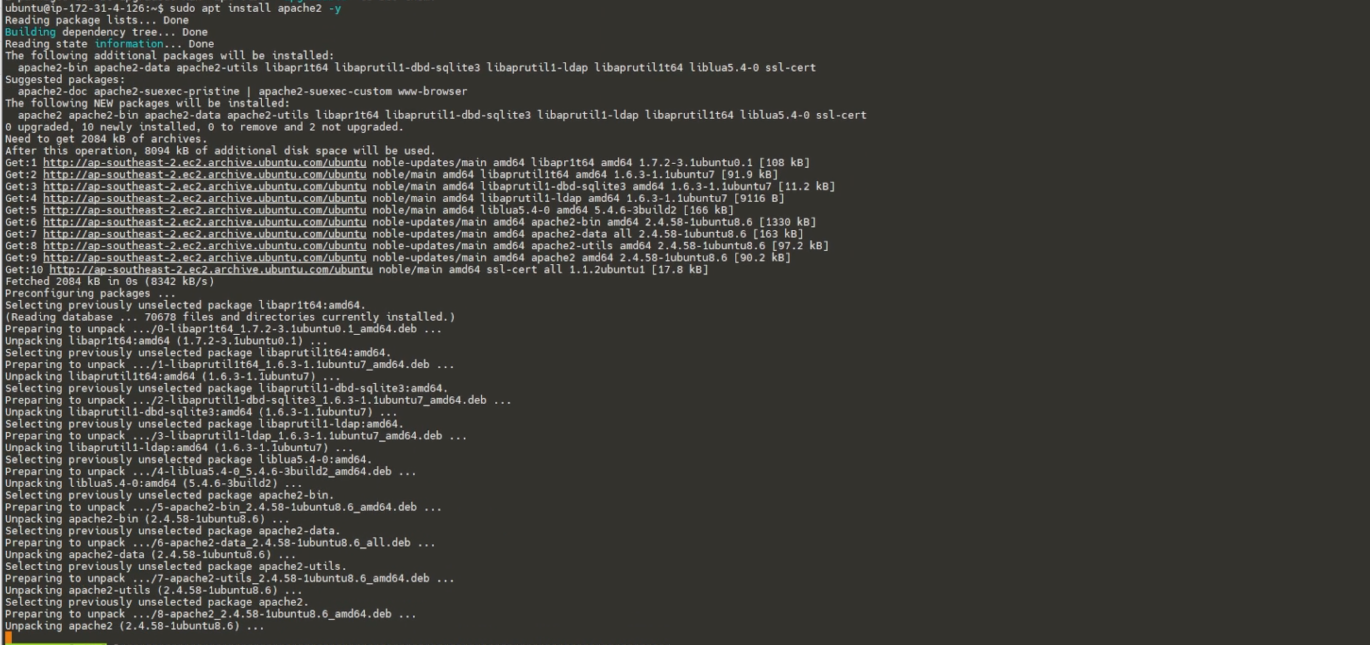 ubuntu@ip-172-31-4-126:~$ sudo apt install apache2 -y
Reading package lists... Done
Building dependency tree... Done
Reading state information... Done
The following additional packages will be installed:
  apache2-bin apache2-data apache2-utils libapr1t64 libaprutil1-dbd-sqlite3 libaprutil1-ldap libaprutil1t64 liblua5.4-0 ssl-cert
Suggested packages:
  apache2-doc apache2-suexec-pristine | apache2-suexec-custom www-browser
The following NEW packages will be installed:
  apache2 apache2-bin apache2-data apache2-utils libapr1t64 libaprutil1-dbd-sqlite3 libaprutil1-ldap libaprutil1t64 liblua5.4-0 ssl-cert
0 upgraded, 10 newly installed, 0 to remove and 2 not upgraded.
Need to get 2084 kB of archives.
After this operation, 8094 kB of additional disk space will be used.
Get:1 http://ap-southeast-2.ec2.archive.ubuntu.com/ubuntu noble-updates/main amd64 libapr1t64 amd64 1.7.2-3.1ubuntu0.1 [108 kB]
Get:2 http://ap-southeast-2.ec2.archive.ubuntu.com/ubuntu noble/main amd64 libaprutil1t64 amd64 1.6.3-1.1ubuntu7 [91.9 kB]
Get:3 http://ap-southeast-2.ec2.archive.ubuntu.com/ubuntu noble/main amd64 libaprutil1-dbd-sqlite3 amd64 1.6.3-1.1ubuntu7 [11.2 kB]
Get:4 http://ap-southeast-2.ec2.archive.ubuntu.com/ubuntu noble/main amd64 libaprutil1-ldap amd64 1.6.3-1.1ubuntu7 [9116 B]
Get:5 http://ap-southeast-2.ec2.archive.ubuntu.com/ubuntu noble/main amd64 liblua5.4-0 amd64 5.4.6-3build2 [166 kB]
Get:6 http://ap-southeast-2.ec2.archive.ubuntu.com/ubuntu noble-updates/main amd64 apache2-bin amd64 2.4.58-1ubuntu8.6 [1330 kB]
Get:7 http://ap-southeast-2.ec2.archive.ubuntu.com/ubuntu noble-updates/main amd64 apache2-data all 2.4.58-1ubuntu8.6 [163 kB]
Get:8 http://ap-southeast-2.ec2.archive.ubuntu.com/ubuntu noble-updates/main amd64 apache2-utils amd64 2.4.58-1ubuntu8.6 [97.2 kB]
Get:9 http://ap-southeast-2.ec2.archive.ubuntu.com/ubuntu noble-updates/main amd64 apache2 amd64 2.4.58-1ubuntu8.6 [90.2 kB]
Get:10 http://ap-southeast-2.ec2.archive.ubuntu.com/ubuntu noble/main amd64 ssl-cert all 1.1.2ubuntu1 [17.8 kB]
Fetched 2084 kB in 0s (8342 kB/s)
Preconfiguring packages ...
Selecting previously unselected package libapr1t64:amd64.
(Reading database ... 70678 files and directories currently installed.)
Preparing to unpack .../0-libapr1t64_1.7.2-3.1ubuntu0.1_amd64.deb ...
Unpacking libapr1t64:amd64 (1.7.2-3.1ubuntu0.1) ...
Selecting previously unselected package libaprutil1t64:amd64.
Preparing to unpack .../1-libaprutil1t64_1.6.3-1.1ubuntu7_amd64.deb ...
Unpacking libaprutil1t64:amd64 (1.6.3-1.1ubuntu7) ...
Selecting previously unselected package libaprutil1-dbd-sqlite3:amd64.
Preparing to unpack .../2-libaprutil1-dbd-sqlite3_1.6.3-1.1ubuntu7_amd64.deb ...
Unpacking libaprutil1-dbd-sqlite3:amd64 (1.6.3-1.1ubuntu7) ...
Selecting previously unselected package libaprutil1-ldap:amd64.
Preparing to unpack .../3-libaprutil1-ldap_1.6.3-1.1ubuntu7_amd64.deb ...
Unpacking libaprutil1-ldap:amd64 (1.6.3-1.1ubuntu7) ...
Selecting previously unselected package liblua5.4-0:amd64.
Preparing to unpack .../4-liblua5.4-0_5.4.6-3build2_amd64.deb ...
Unpacking liblua5.4-0:amd64 (5.4.6-3build2) ...
Selecting previously unselected package apache2-bin.
Preparing to unpack .../5-apache2-bin_2.4.58-1ubuntu8.6_amd64.deb ...
Unpacking apache2-bin (2.4.58-1ubuntu8.6) ...
Selecting previously unselected package apache2-data.
Preparing to unpack .../6-apache2-data_2.4.58-1ubuntu8.6_all.deb ...
Unpacking apache2-data (2.4.58-1ubuntu8.6) ...
Selecting previously unselected package apache2-utils.
Preparing to unpack .../7-apache2-utils_2.4.58-1ubuntu8.6_amd64.deb ...
Unpacking apache2-utils (2.4.58-1ubuntu8.6) ...
Selecting previously unselected package apache2.
Preparing to unpack .../8-apache2_2.4.58-1ubuntu8.6_amd64.deb ...
Unpacking apache2 (2.4.58-1ubuntu8.6) ...